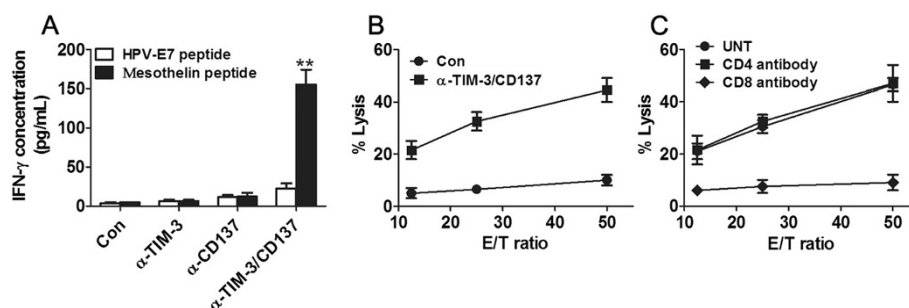 A
HPV-E7 peptide
Mesothelin peptide
**
IFN-γ concentration
(pg/mL)
200
150
100
50
0
Con
α-TIM-3
α-CD137
α-TIM-3/CD137
B
Con
α-TIM-3/CD137
% Lysis
60
40
20
0
10
20
30
40
50
E/T ratio
C
UNT
CD4 antibody
CD8 antibody
% Lysis
60
40
20
0
10
20
30
40
50
E/T ratio